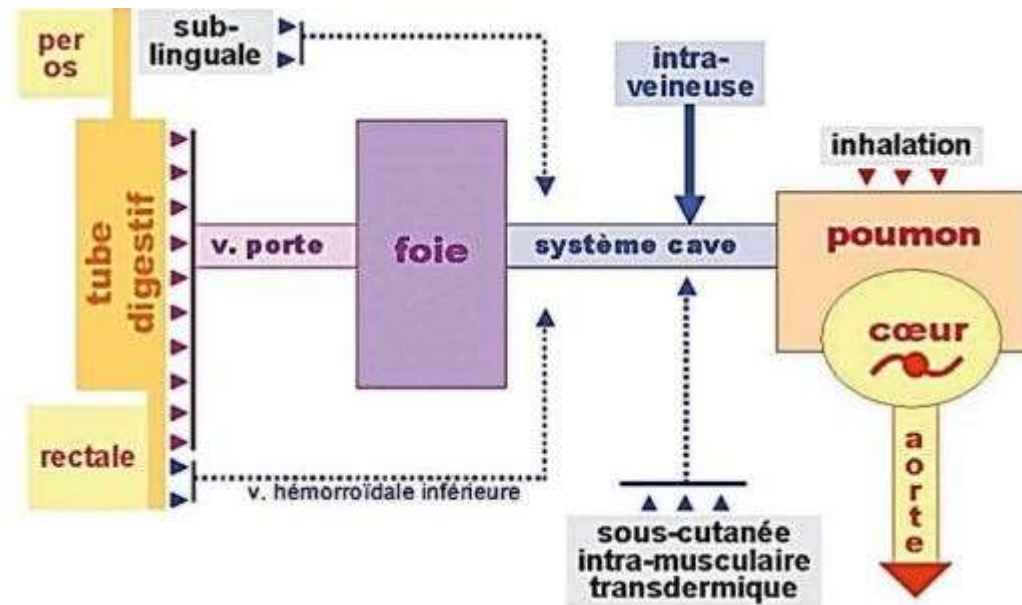 per
os
sub-
linguale
intra-
veineuse
inhalation
tube
digestif
v. porte
foie
système cave
poumon
cœur
rectale
v. hémorroïdale inférieure
aorte
sous-cutanée
intra-musculaire
transdermique